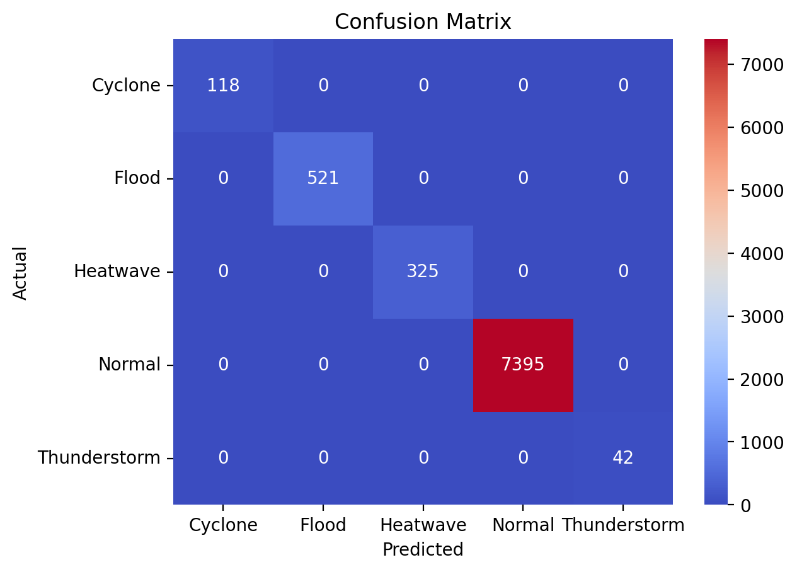 Confusion Matrix
Actual
Cyclone 118 0 0 0 0
Flood 0 521 0 0 0
Heatwave 0 0 325 0 0
Normal 0 0 0 7395 0
Thunderstorm 0 0 0 0 42
Cyclone Flood Heatwave Normal Thunderstorm
Predicted
7000
6000
5000
4000
3000
2000
1000
0